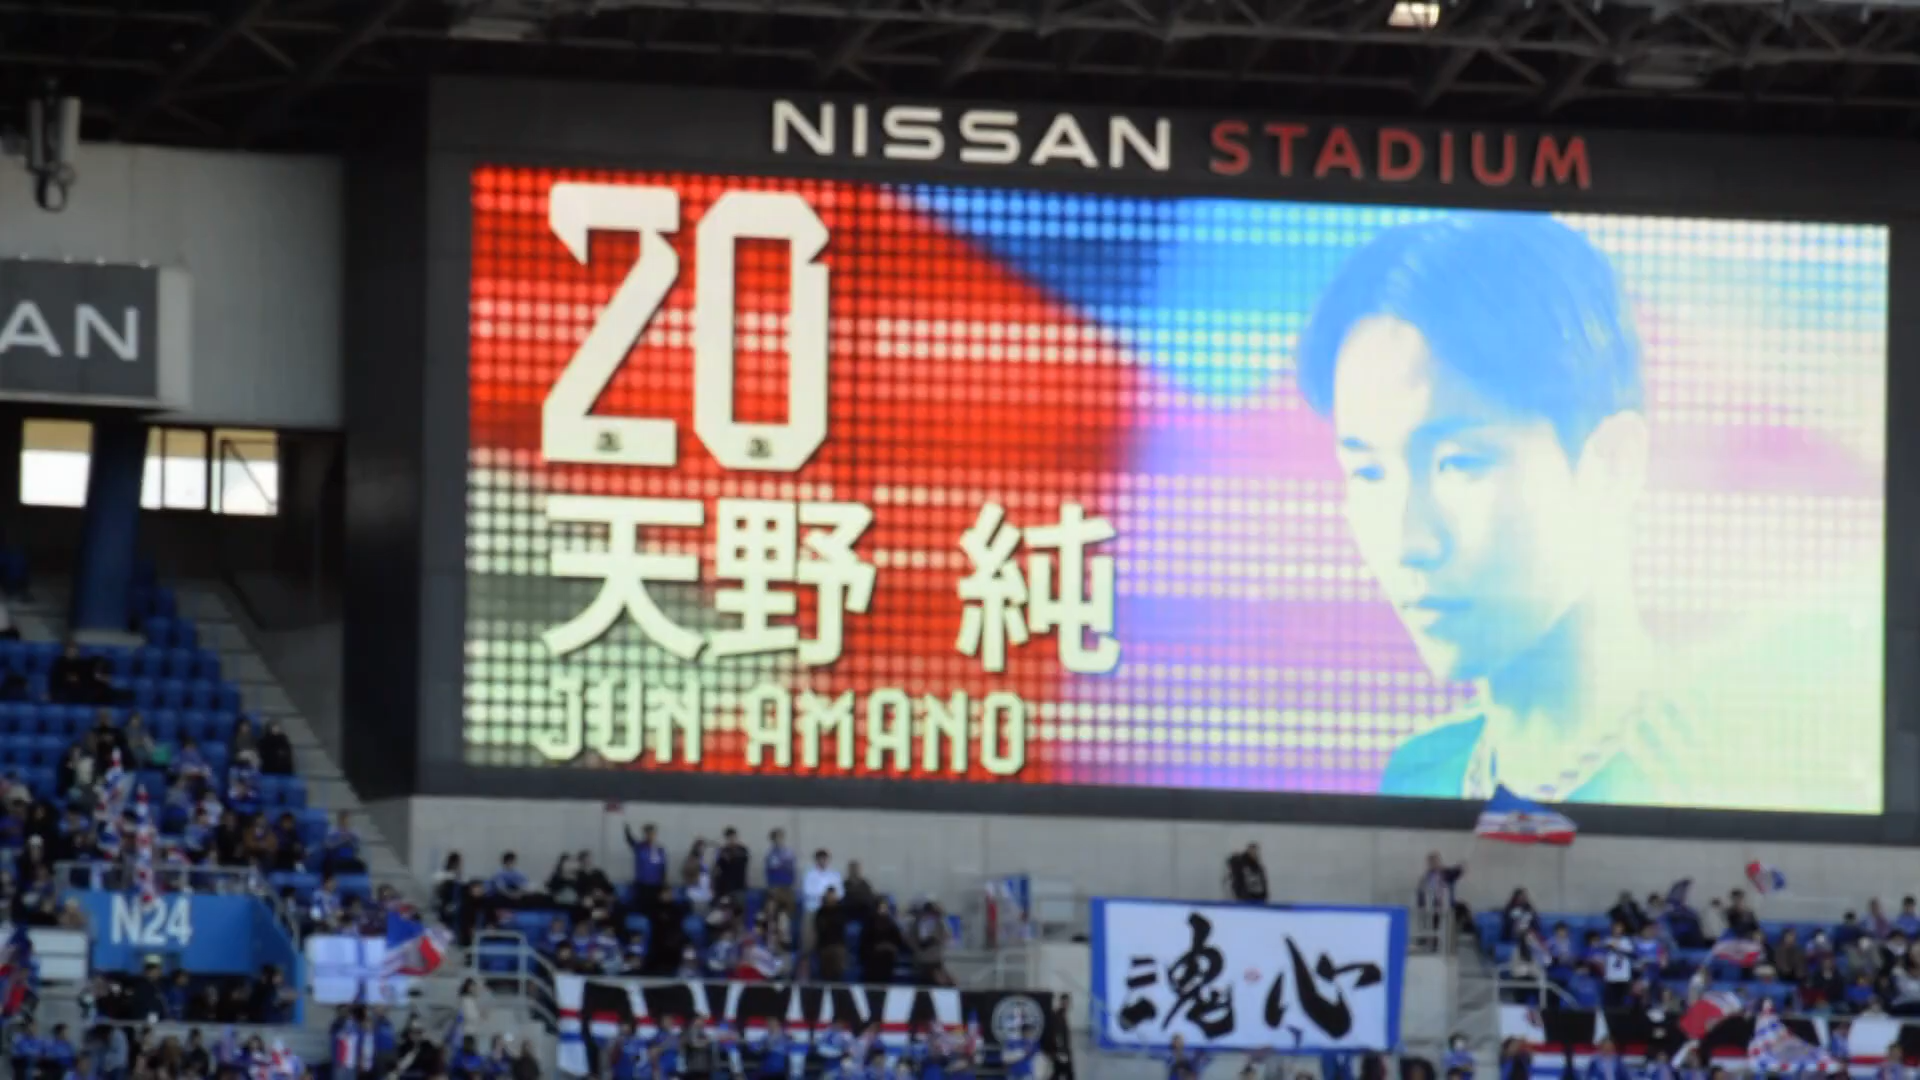 NISSAN STADIUM
AN
20
天野 純
JUN AMANO
N24
魂心